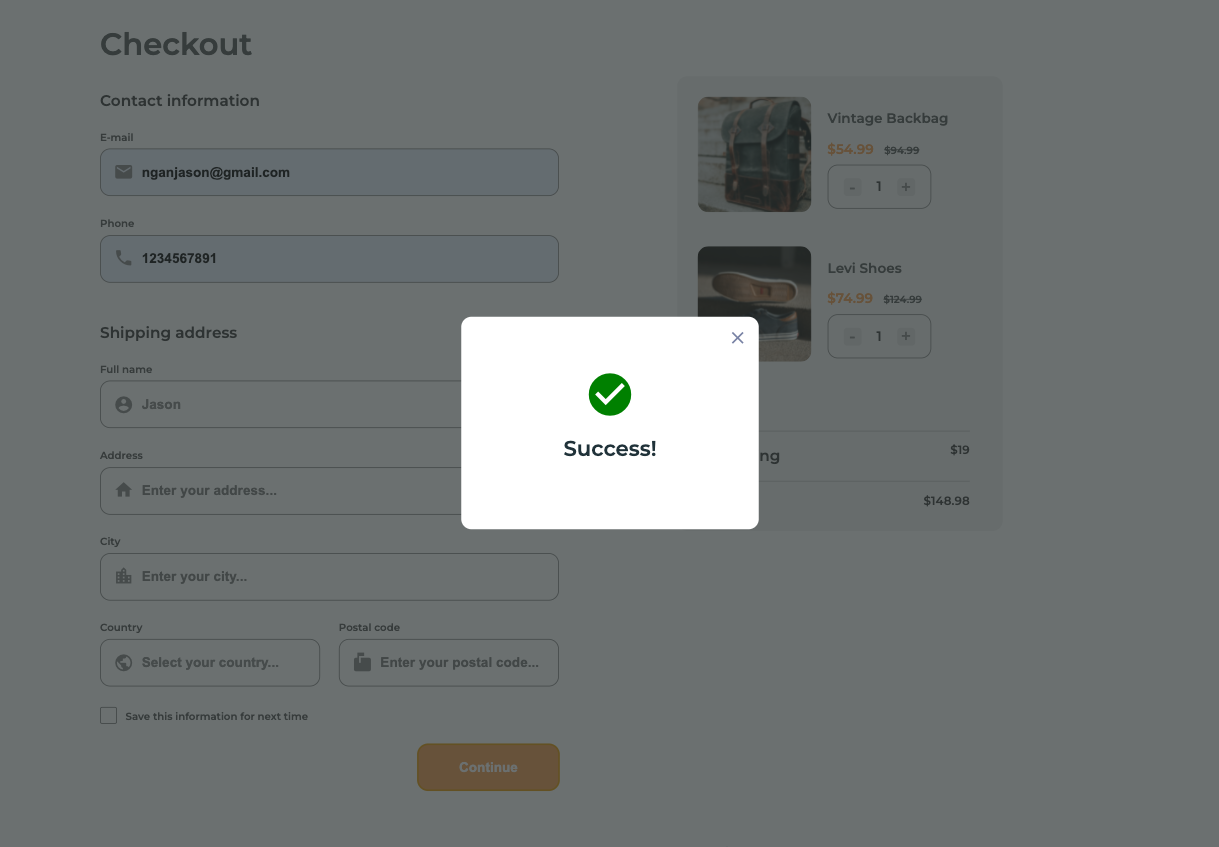 Checkout
Contact information
E-mail
nganjason@gmail.com
Phone
1234567891
Shipping address
Full name
Jason
Address
Enter your address...
City
Enter your city...
Country
Select your country...
Postal code
Enter your postal code...
Save this information for next time
Continue
Vintage Backbag
$54.99 $94.99
- 1 +
Levi Shoes
$74.99 $124.99
- 1 +
$19
$148.98
Success!